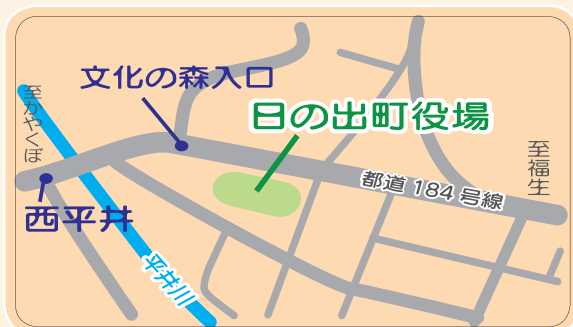 文化の森入口
日の出町役場
至かやくぼ
至福生
都道 184 号線
西平井
平井川